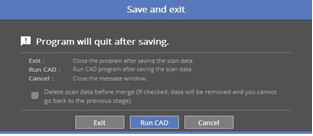 Save and exit
Program will quit after saving.
Exit : Close the program after saving the scan data.
Run CAD : Run CAD program after saving the scan data.
Cancel : Close the message window.
Delete scan data before merge (If checked, data will be removed and you cannot
go back to the previous stage)
Exit Run CAD Cancel